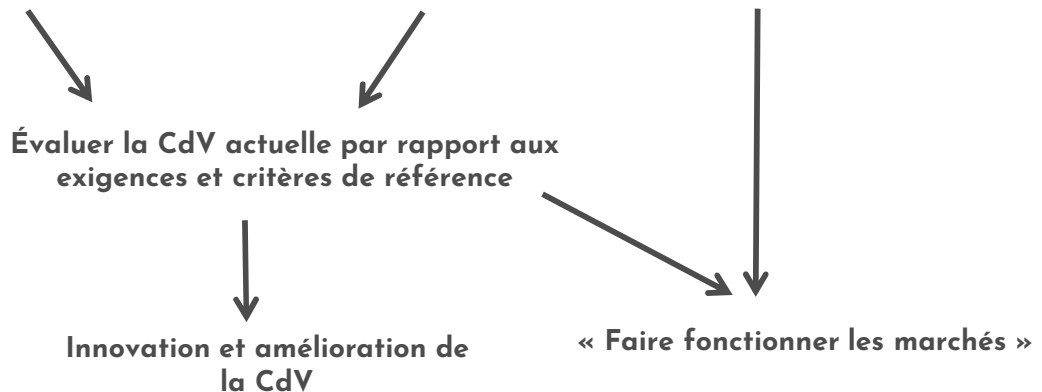 Évaluer la CdV actuelle par rapport aux
exigences et critères de référence
Innovation et amélioration de
la CdV
« Faire fonctionner les marchés »